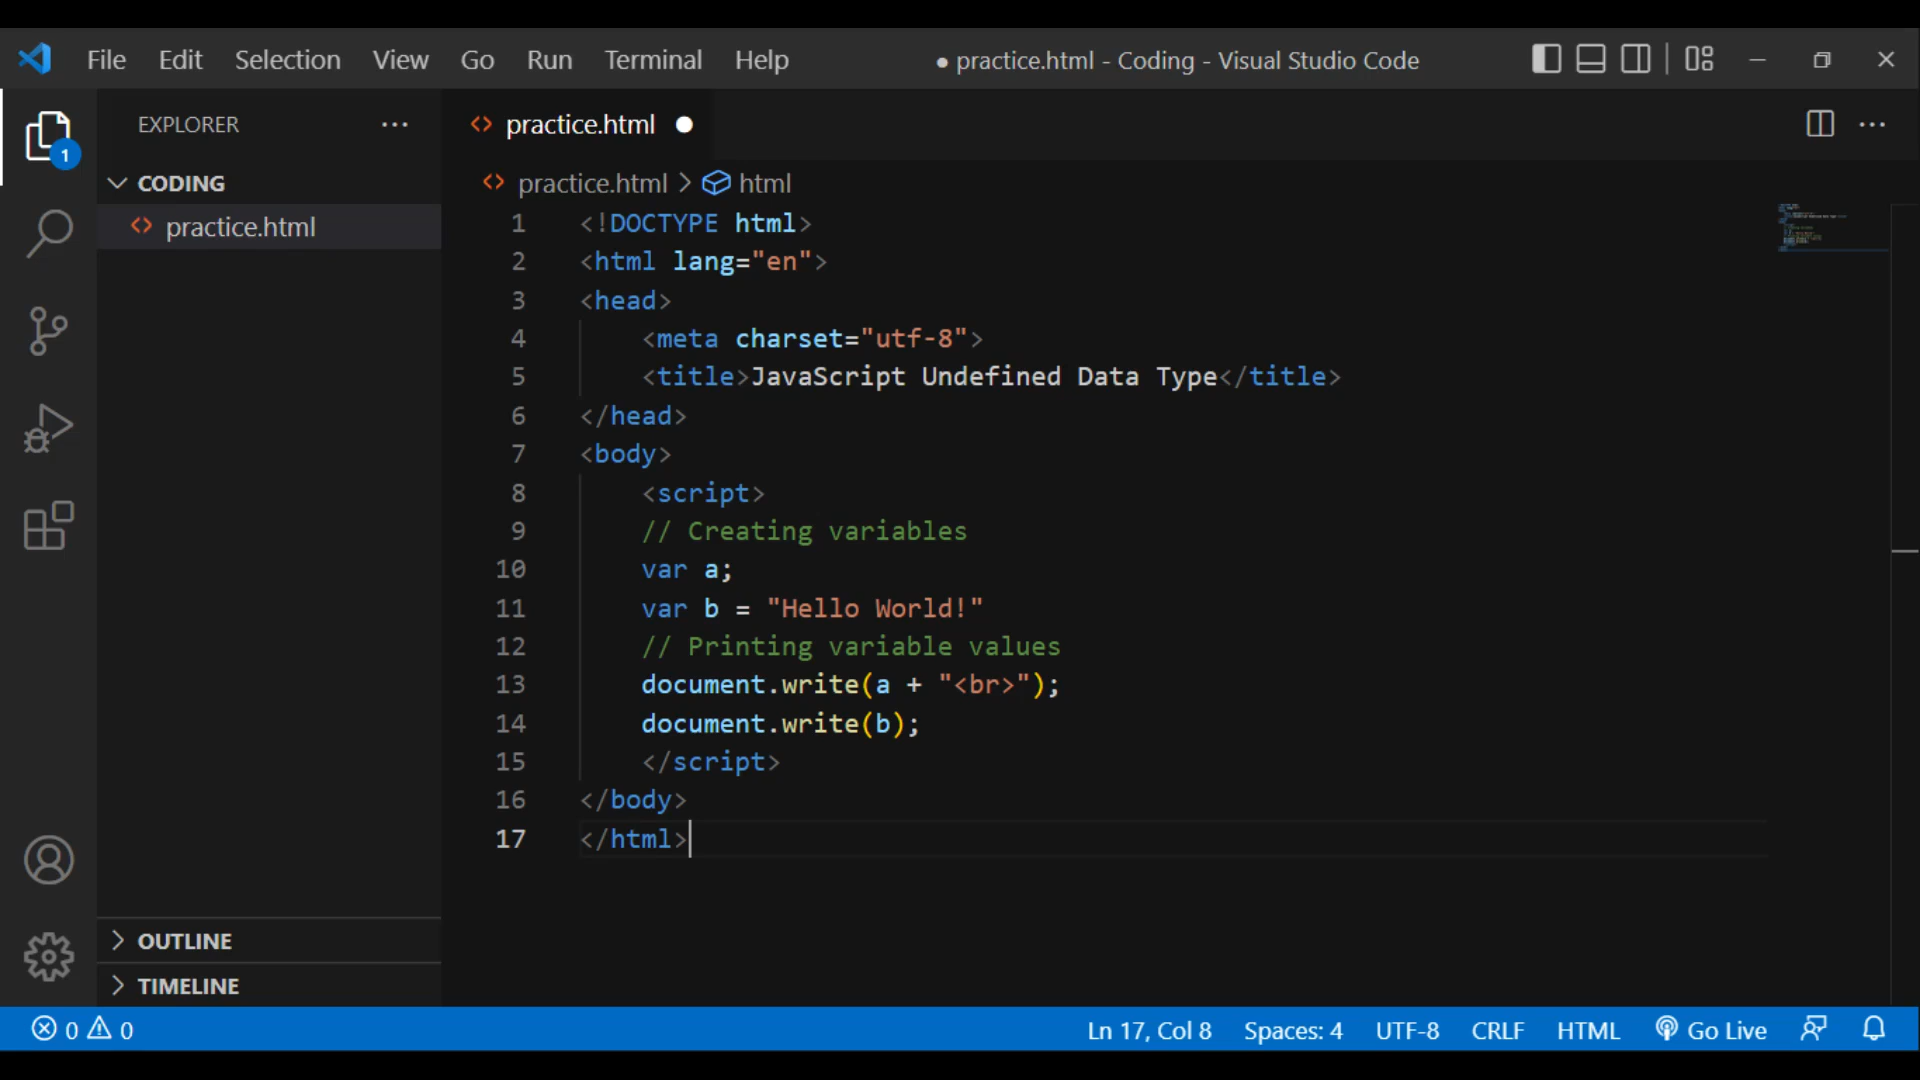 File Edit Selection View Go Run Terminal Help ● practice.html - Coding - Visual Studio Code
EXPLORER ···
1
CODING
practice.html
OUTLINE
TIMELINE
practice.html ●
practice.html > html
1 <!DOCTYPE html>
2 <html lang="en">
3 <head>
4     <meta charset="utf-8">
5     <title>JavaScript Undefined Data Type</title>
6 </head>
7 <body>
8     <script>
9     // Creating variables
10     var a;
11     var b = "Hello World!"
12     // Printing variable values
13     document.write(a + "<br>");
14     document.write(b);
15     </script>
16 </body>
17 </html>
0 0 Ln 17, Col 8 Spaces: 4 UTF-8 CRLF HTML Go Live